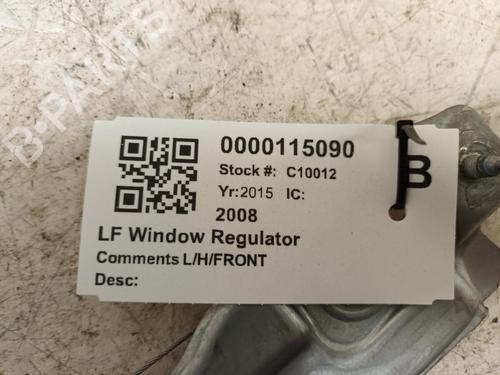 B-PARTS
0000115090
Stock #: C10012
B
Yr:2015 IC:
2008
LF Window Regulator
Comments L/H/FRONT
Desc: